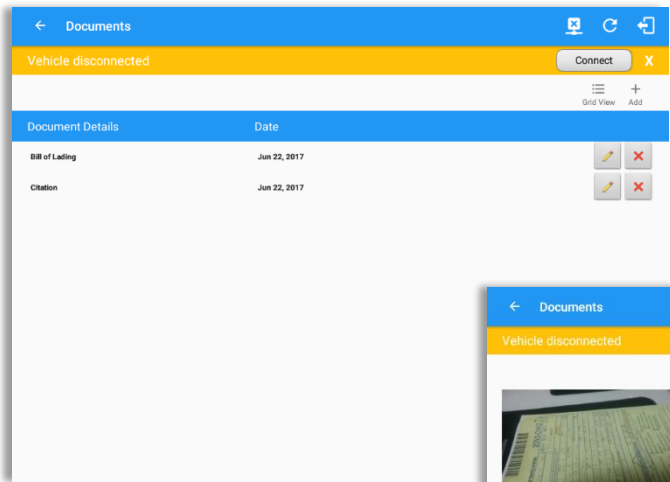 Documents
Vehicle disconnected
Connect X
Grid View Add
Document Details Date
Bill of Lading Jun 22, 2017
Citation Jun 22, 2017
Documents
Vehicle disconnected